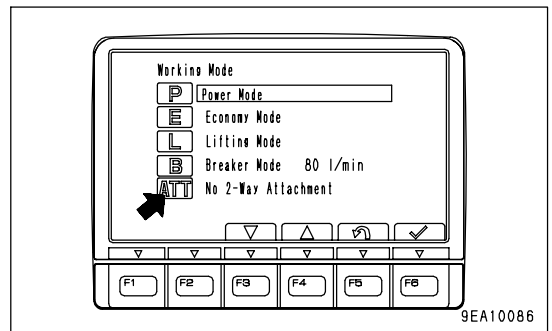 Working Mode
P Power Mode
E Economy Mode
L Lifting Mode
B Breaker Mode 80 l/min
ATT No 2-Way Attachment
F1 F2 F3 F4 F5 F6
9EA10086